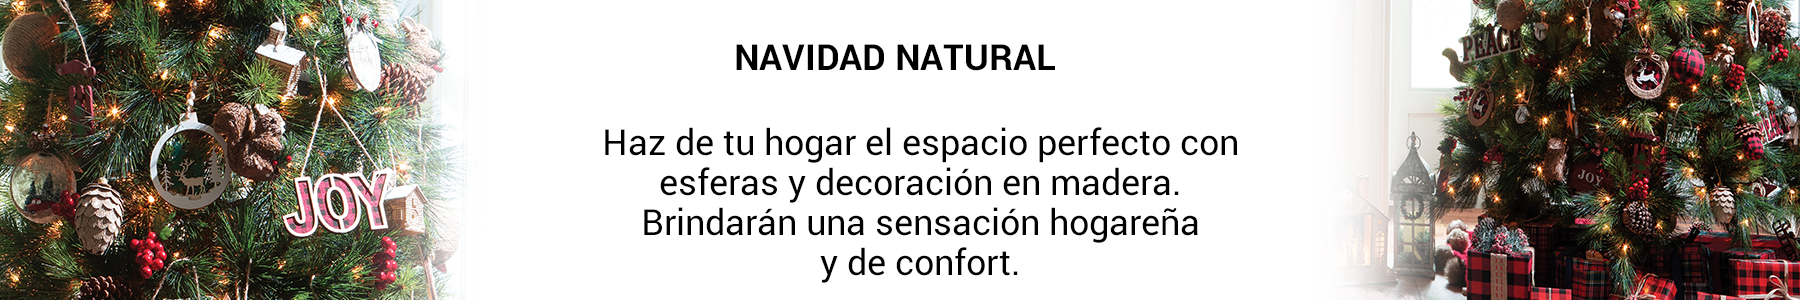 NAVIDAD NATURAL
Haz de tu hogar el espacio perfecto con
esferas y decoración en madera.
Brindarán una sensación hogareña
y de confort.
JOY
PEACE
JOY